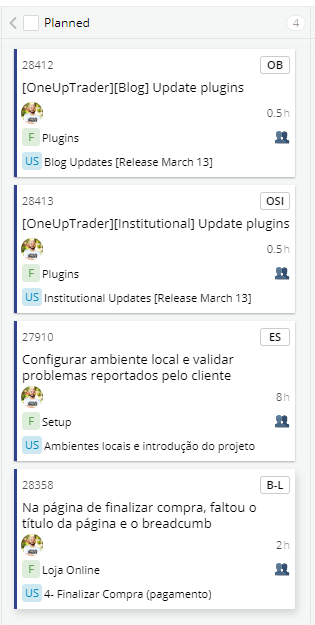 Planned
4
28412
OB
[OneUpTrader][Blog] Update plugins
0.5h
F Plugins
US Blog Updates [Release March 13]
28413
OSI
[OneUpTrader][Institutional] Update plugins
0.5h
F Plugins
US Institutional Updates [Release March 13]
27910
ES
Configurar ambiente local e validar
problemas reportados pelo cliente
8h
F Setup
US Ambientes locais e introdução do projeto
28358
B-L
Na página de finalizar compra, faltou o
título da página e o breadcumb
2h
F Loja Online
US 4- Finalizar Compra (pagamento)